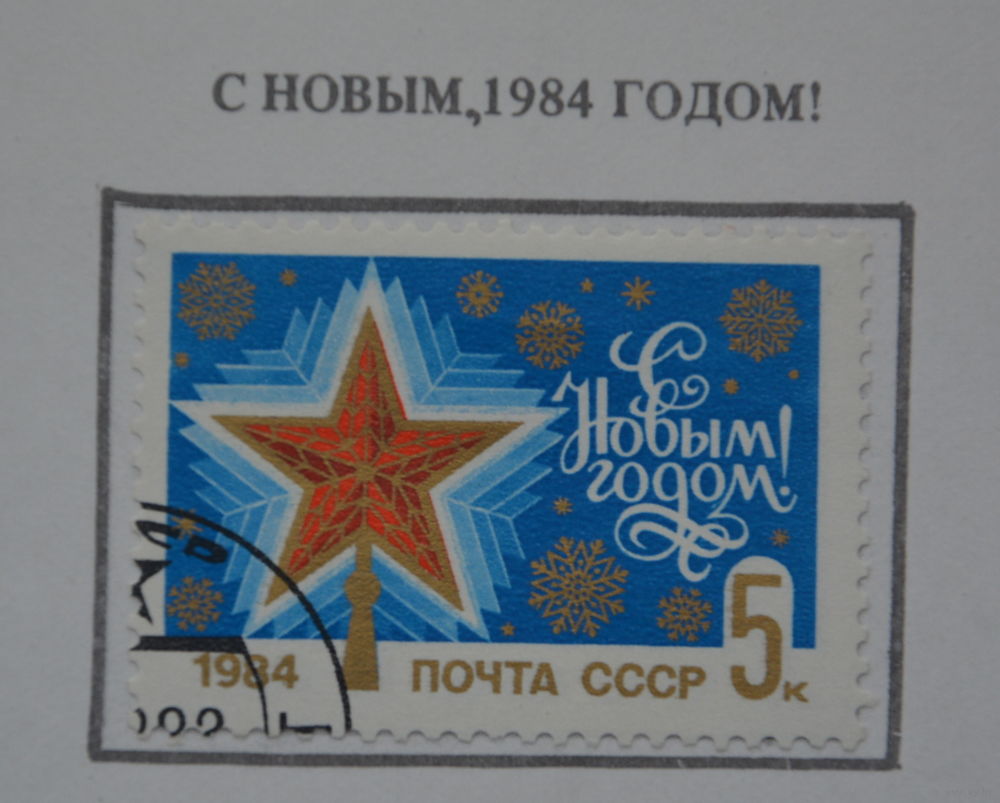 С НОВЫМ, 1984 ГОДОМ!
С
Новым
годом!
5к
1984 ПОЧТА СССР